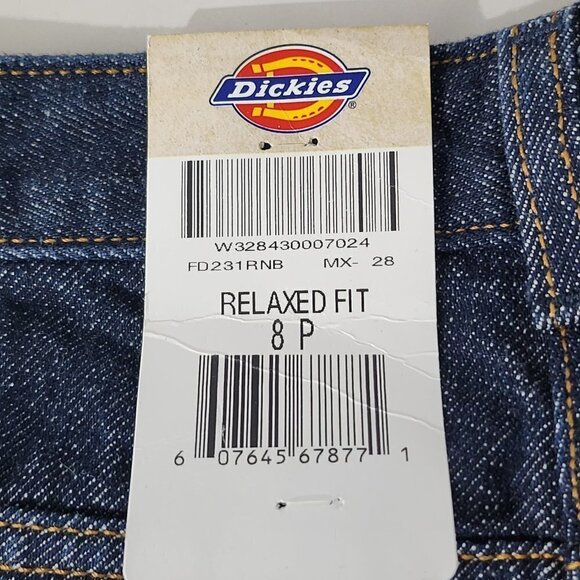 Dickies
®
W328430007024
FD231RNB MX- 28
RELAXED FIT
8 P
6 07645 67877 1